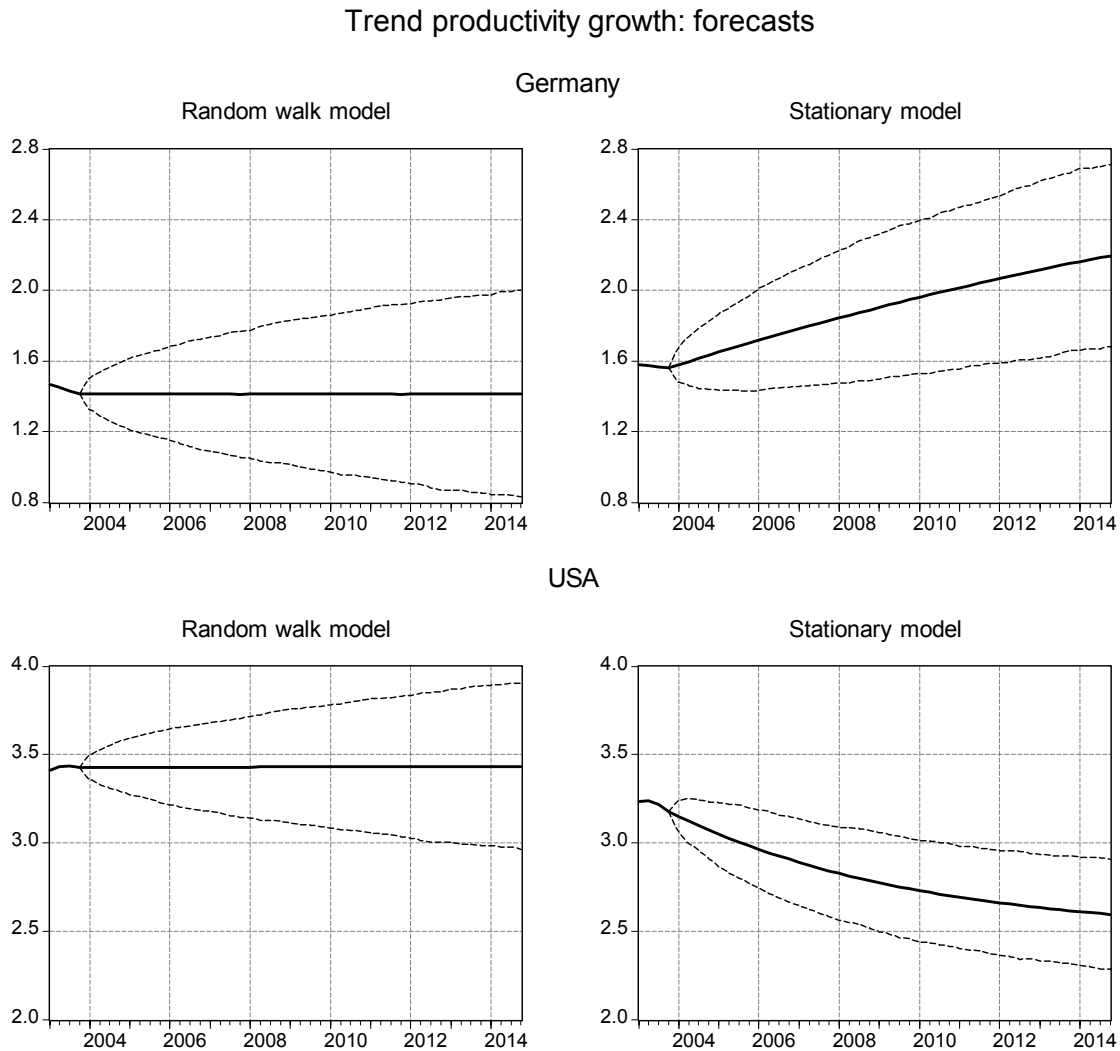 Trend productivity growth: forecasts
Germany
Random walk model
Stationary model
2.8
2.4
2.0
1.6
1.2
0.8
2004 2006 2008 2010 2012 2014
2.8
2.4
2.0
1.6
1.2
0.8
2004 2006 2008 2010 2012 2014
USA
Random walk model
Stationary model
4.0
3.5
3.0
2.5
2.0
2004 2006 2008 2010 2012 2014
4.0
3.5
3.0
2.5
2.0
2004 2006 2008 2010 2012 2014